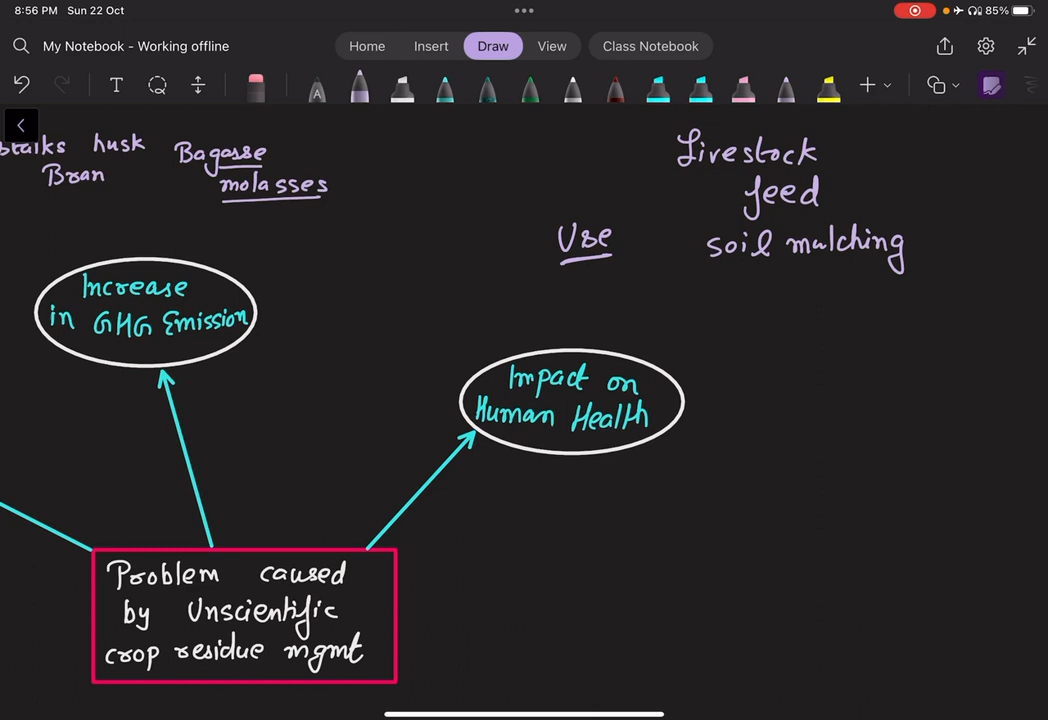 8:56 PM Sun 22 Oct
85%
My Notebook - Working offline
Home Insert Draw View Class Notebook
T
A
Stalks husk
Bran
Bagasse
molasses
Livestock
feed
Use
soil mulching
Increase
in GHG Emission
Impact on
Human Health
Problem caused
by Unscientific
crop residue mgmt